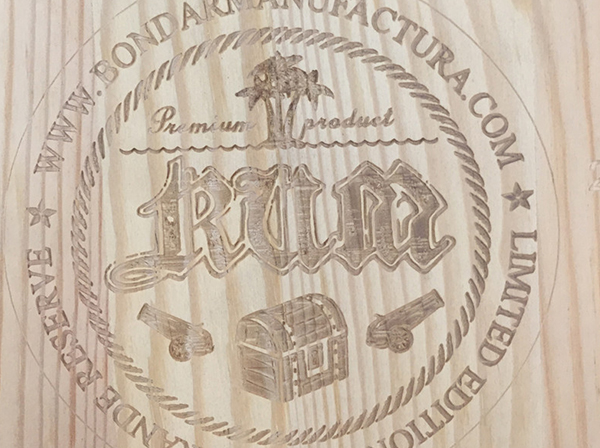 WWW.BONDARMANUFACTURA.COM
Premium product
Rum
LIMITED EDITION
GRANDE RESERVE